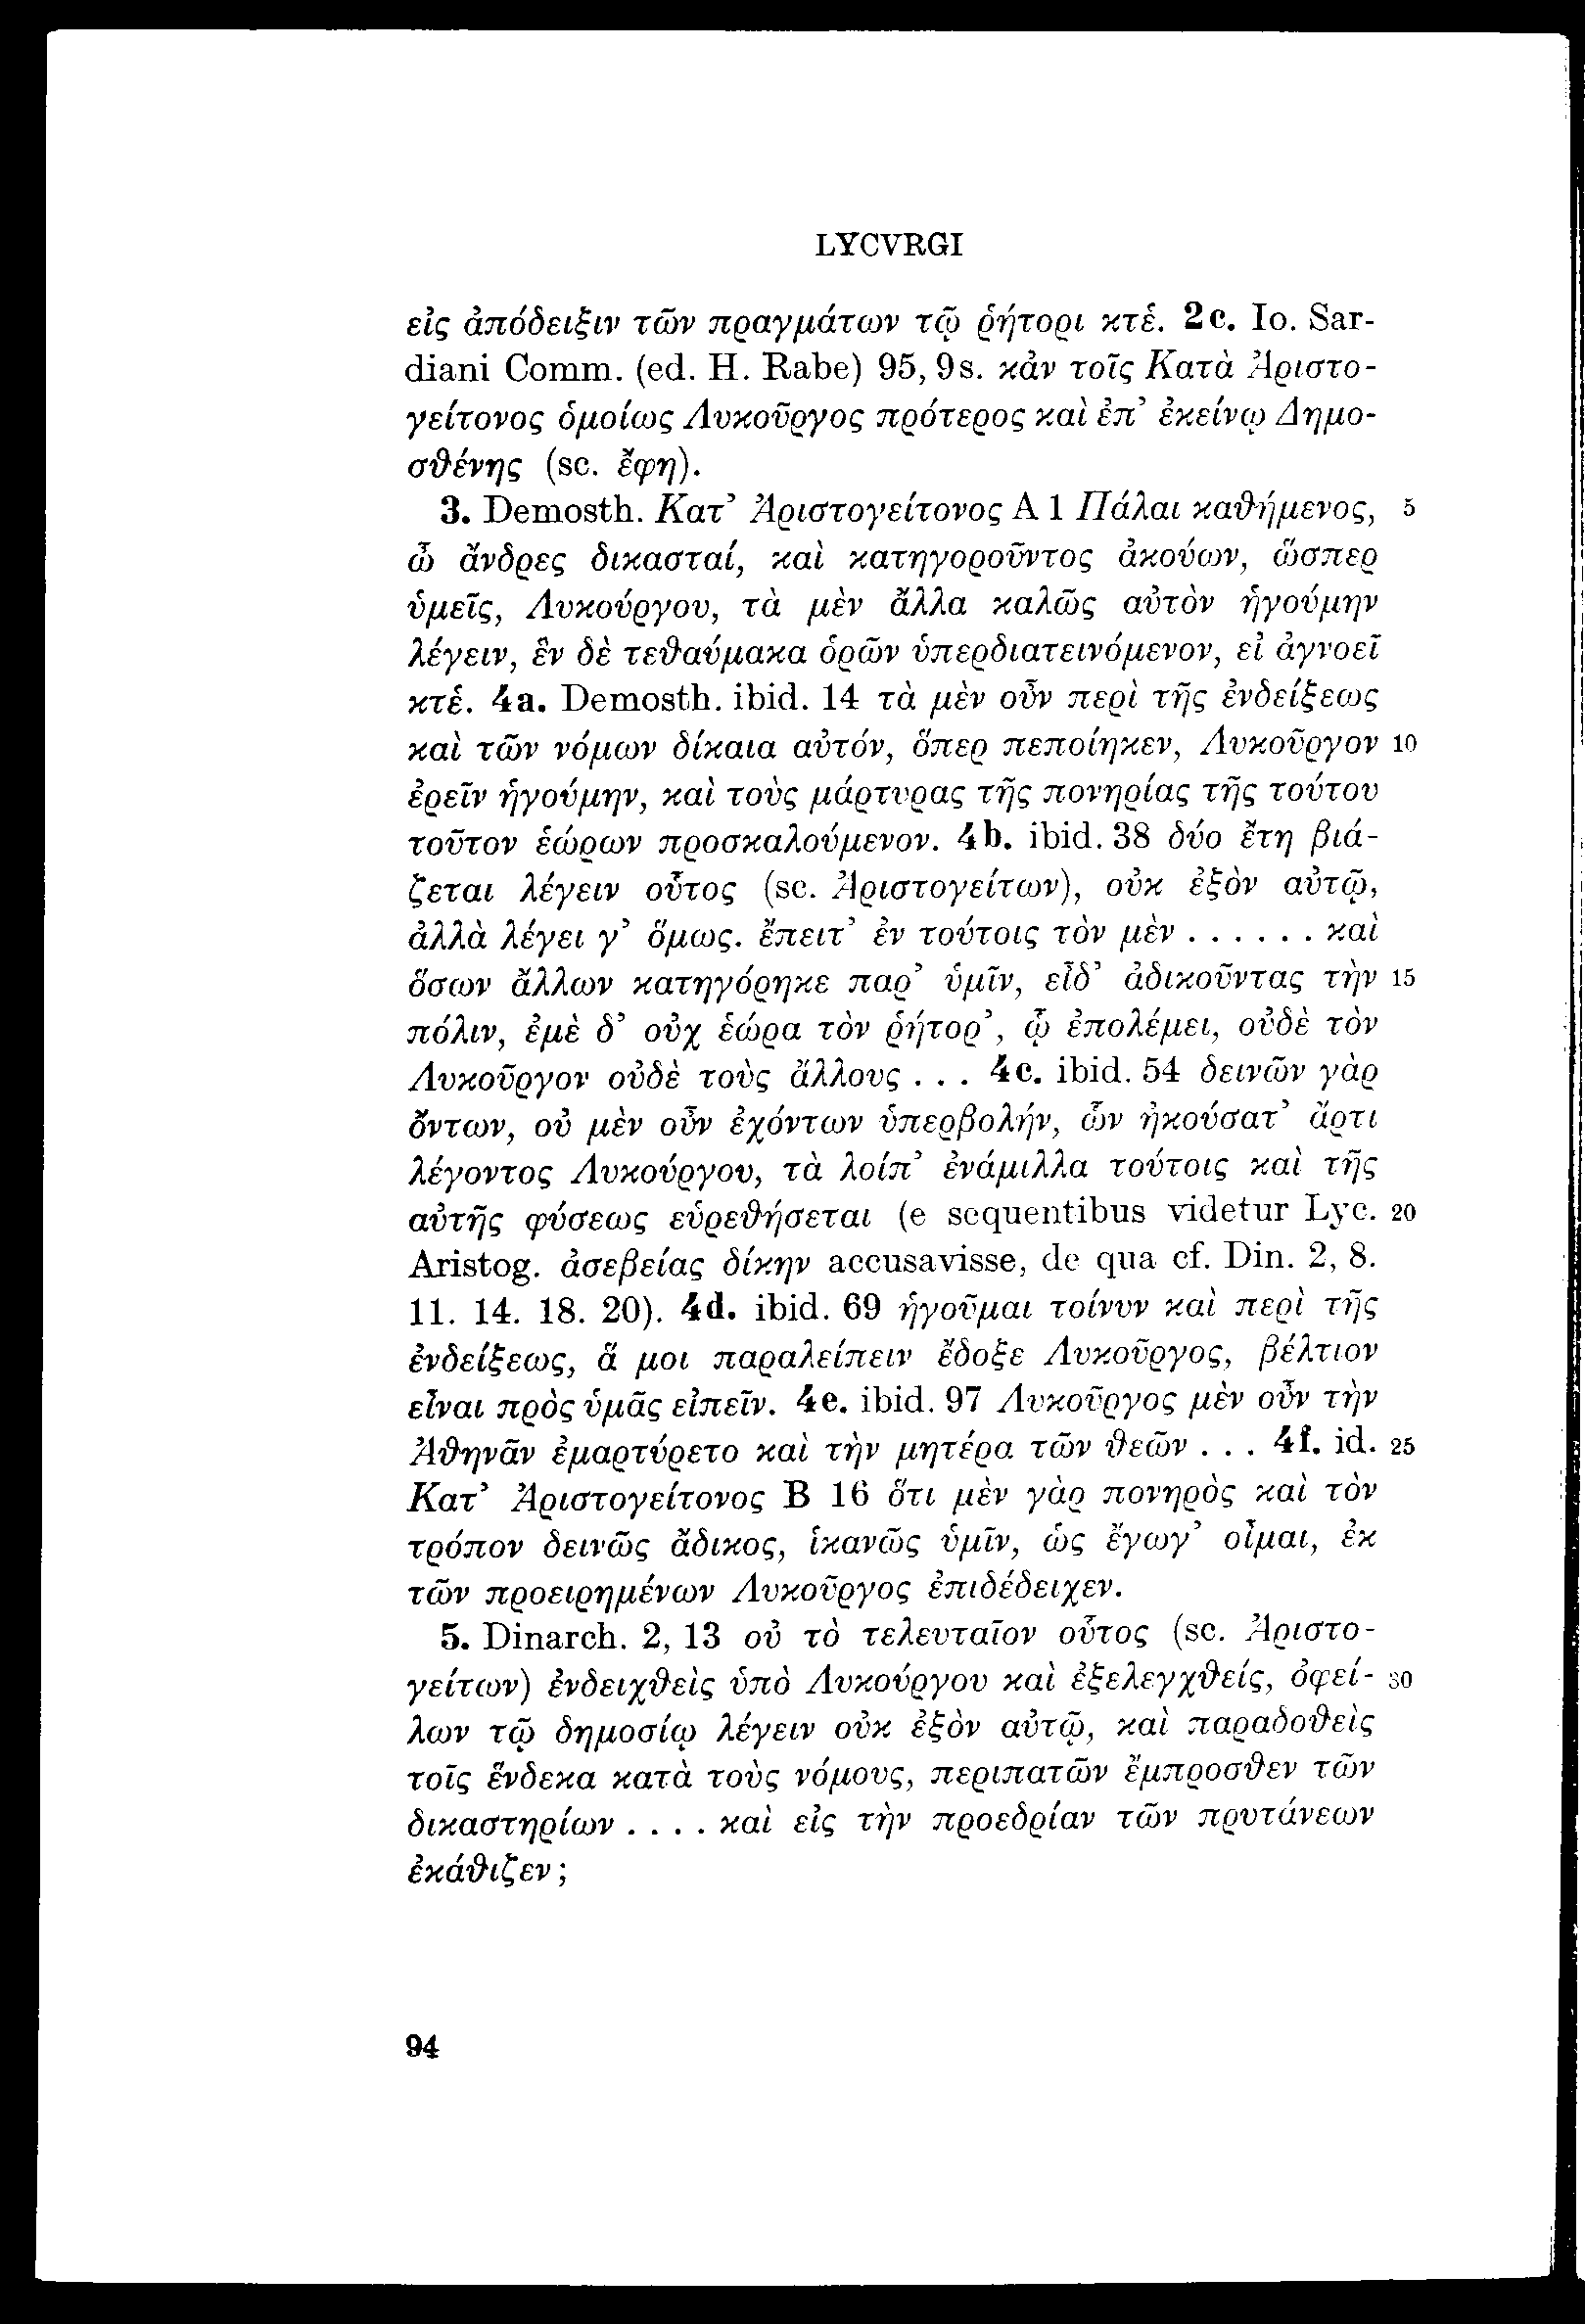 LYCVRGI
εἰς ἀπόδειξιν τῶν πραγμάτων τῷ ῥήτορι κτἑ. 2c. Io. Sar-
diani Comm. (ed. H. Rabe) 95, 9 s. κἀν τοῖς Κατὰ Ἀριστο-
γείτονος ὁμοίως Λυκοῦργος πρότερος καὶ ἐπ’ ἐκείνῳ Δημο-
σθένης (sc. ἔφη).
3. Demosth. Κατ’ Ἀριστογείτονος A 1 Πάλαι καθήμενος, 5
ὦ ἄνδρες δικασταί, καὶ κατηγοροῦντος ἀκούων, ὥσπερ
ὑμεῖς, Λυκούργου, τὰ μὲν ἄλλα καλῶς αὐτὸν ἡγούμην
λέγειν, ἓν δὲ τεθαύμακα ὁρῶν ὑπερδιατεινόμενον, εἰ ἀγνοεῖ
κτἑ. 4a. Demosth. ibid. 14 τὰ μὲν οὖν περὶ τῆς ἐνδείξεως
καὶ τῶν νόμων δίκαια αὐτόν, ὅπερ πεποίηκεν, Λυκοῦργον 10
ἐρεῖν ἡγούμην, καὶ τοὺς μάρτυρας τῆς πονηρίας τῆς τούτου
τοῦτον ἑώρων προσκαλούμενον. 4b. ibid. 38 δύο ἔτη βιά-
ζεται λέγειν οὗτος (sc. Ἀριστογείτων), οὐκ ἐξὸν αὐτῷ,
ἀλλὰ λέγει γ’ ὅμως. ἔπειτ’ ἐν τούτοις τὸν μὲν ...... καὶ
ὅσων ἄλλων κατηγόρηκε παρ’ ὑμῖν, εἶδ’ ἀδικοῦντας τὴν 15
πόλιν, ἐμὲ δ’ οὐχ ἑώρα τὸν ῥήτορ’, ᾧ ἐπολέμει, οὐδὲ τὸν
Λυκοῦργον οὐδὲ τοὺς ἄλλους ... 4c. ibid. 54 δεινῶν γὰρ
ὄντων, οὐ μὲν οὖν ἐχόντων ὑπερβολήν, ὧν ἠκούσατ’ ἄρτι
λέγοντος Λυκούργου, τὰ λοίπ’ ἐνάμιλλα τούτοις καὶ τῆς
αὐτῆς φύσεως εὑρεθήσεται (e sequentibus videtur Lyc. 20
Aristog. ἀσεβείας δίκην accusavisse, de qua cf. Din. 2, 8.
11. 14. 18. 20). 4d. ibid. 69 ἡγοῦμαι τοίνυν καὶ περὶ τῆς
ἐνδείξεως, ἅ μοι παραλείπειν ἔδοξε Λυκοῦργος, βέλτιον
εἶναι πρὸς ὑμᾶς εἰπεῖν. 4e. ibid. 97 Λυκοῦργος μὲν οὖν τὴν
Ἀθηνᾶν ἐμαρτύρετο καὶ τὴν μητέρα τῶν θεῶν ... 4f. id. 25
Κατ’ Ἀριστογείτονος B 16 ὅτι μὲν γὰρ πονηρὸς καὶ τὸν
τρόπον δεινῶς ἄδικος, ἱκανῶς ὑμῖν, ὡς ἔγωγ’ οἶμαι, ἐκ
τῶν προειρημένων Λυκοῦργος ἐπιδέδειχεν.
5. Dinarch. 2, 13 οὐ τὸ τελευταῖον οὗτος (sc. Ἀριστο-
γείτων) ἐνδειχθεὶς ὑπὸ Λυκούργου καὶ ἐξελεγχθείς, ὀφεί- 30
λων τῷ δημοσίῳ λέγειν οὐκ ἐξὸν αὐτῷ, καὶ παραδοθεὶς
τοῖς ἕνδεκα κατὰ τοὺς νόμους, περιπατῶν ἔμπροσθεν τῶν
δικαστηρίων .... καὶ εἰς τὴν προεδρίαν τῶν πρυτάνεων
ἐκάθιζεν;
94